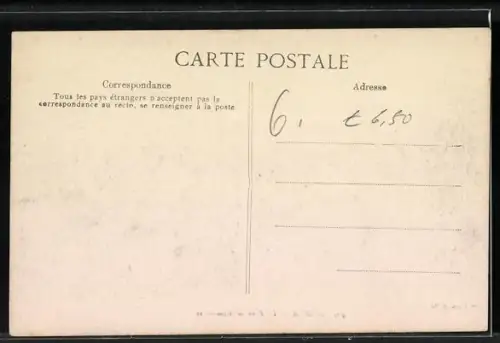 CARTE POSTALE
Correspondance
Tous les pays étrangers n'acceptent pas la
correspondance au recto, se renseigner à la poste
Adresse
6.
£ 6,50